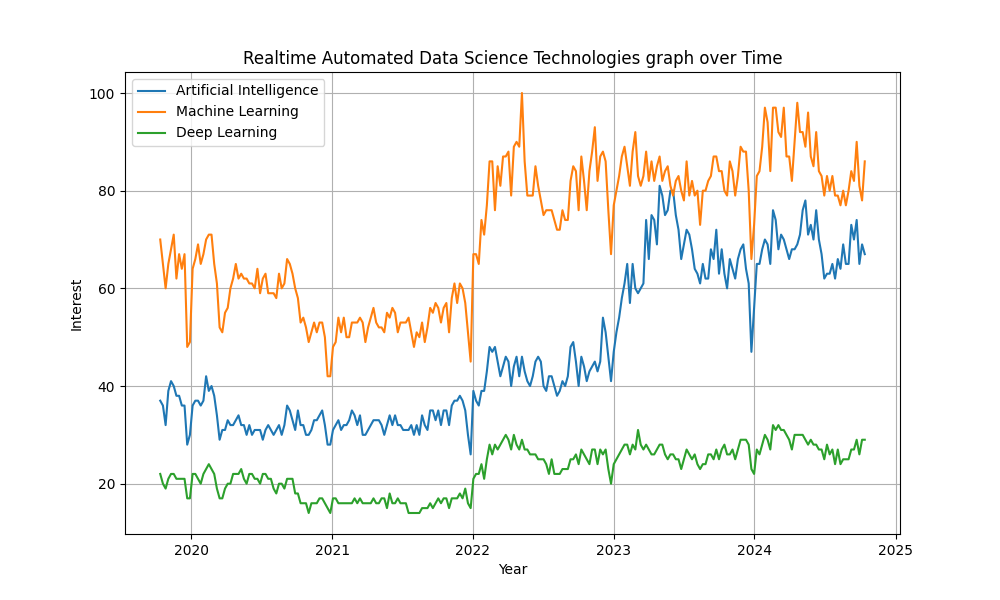 Realtime Automated Data Science Technologies graph over Time
Artificial Intelligence
Machine Learning
Deep Learning
100
80
60
40
20
Interest
2020 2021 2022 2023 2024 2025
Year